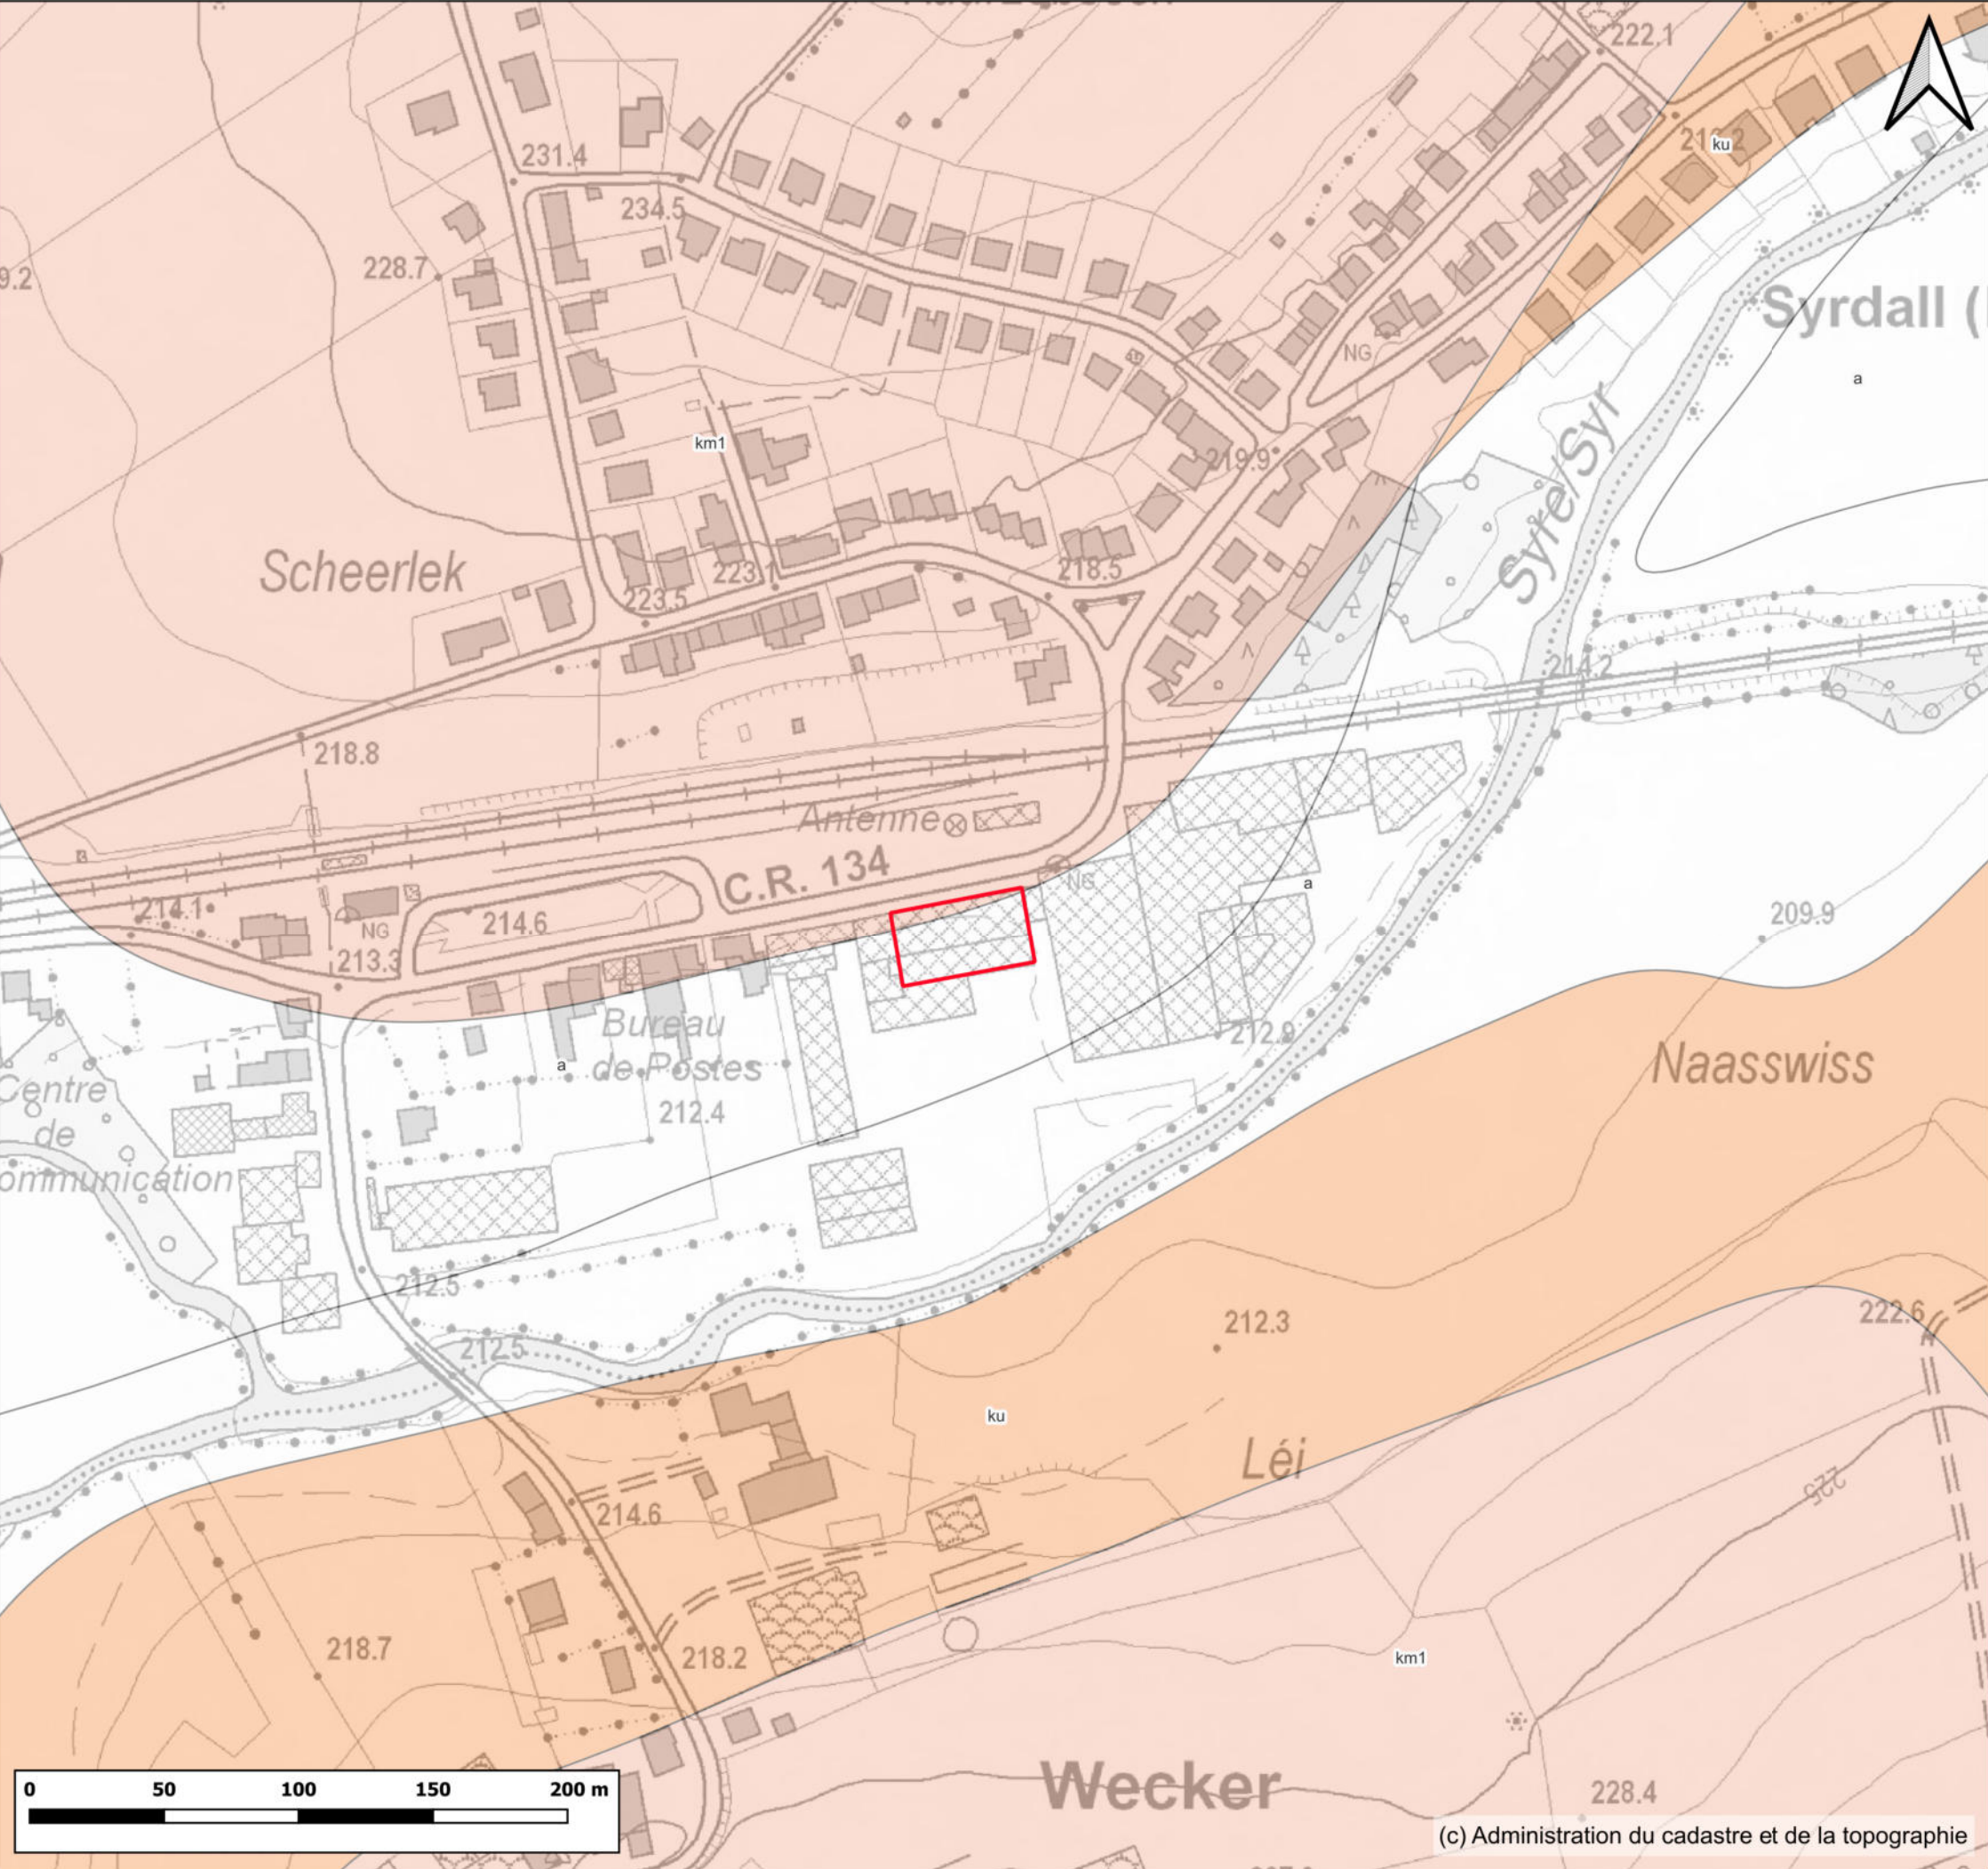 222.1
231.4
218.2
ku
234.5
228.7
9.2
Syrdall (
NG
a
km1
219.9
Syre/Syr
Scheerlek
223.1
218.5
223.5
214.2
218.8
Antenne
C.R. 134
NG
a
214.1
214.6
209.9
NG
213.3
Bureau
de Postes
212.9
Naasswiss
a
Centre
de
ommunication
212.4
212.5
212.3
222.6
212.5
ku
Léi
225
214.6
218.7
218.2
km1
Wecker
228.4
0 50 100 150 200 m
(c) Administration du cadastre et de la topographie